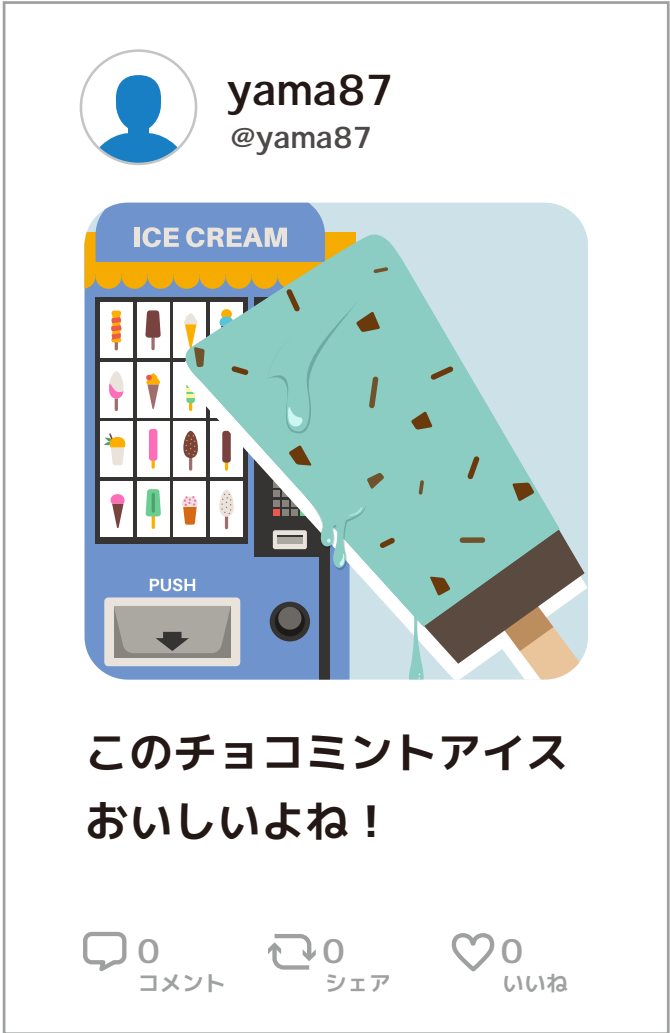 yama87
@yama87
ICE CREAM
PUSH
このチョコミントアイス
おいしいよね！
0
コメント
0
シェア
0
いいね